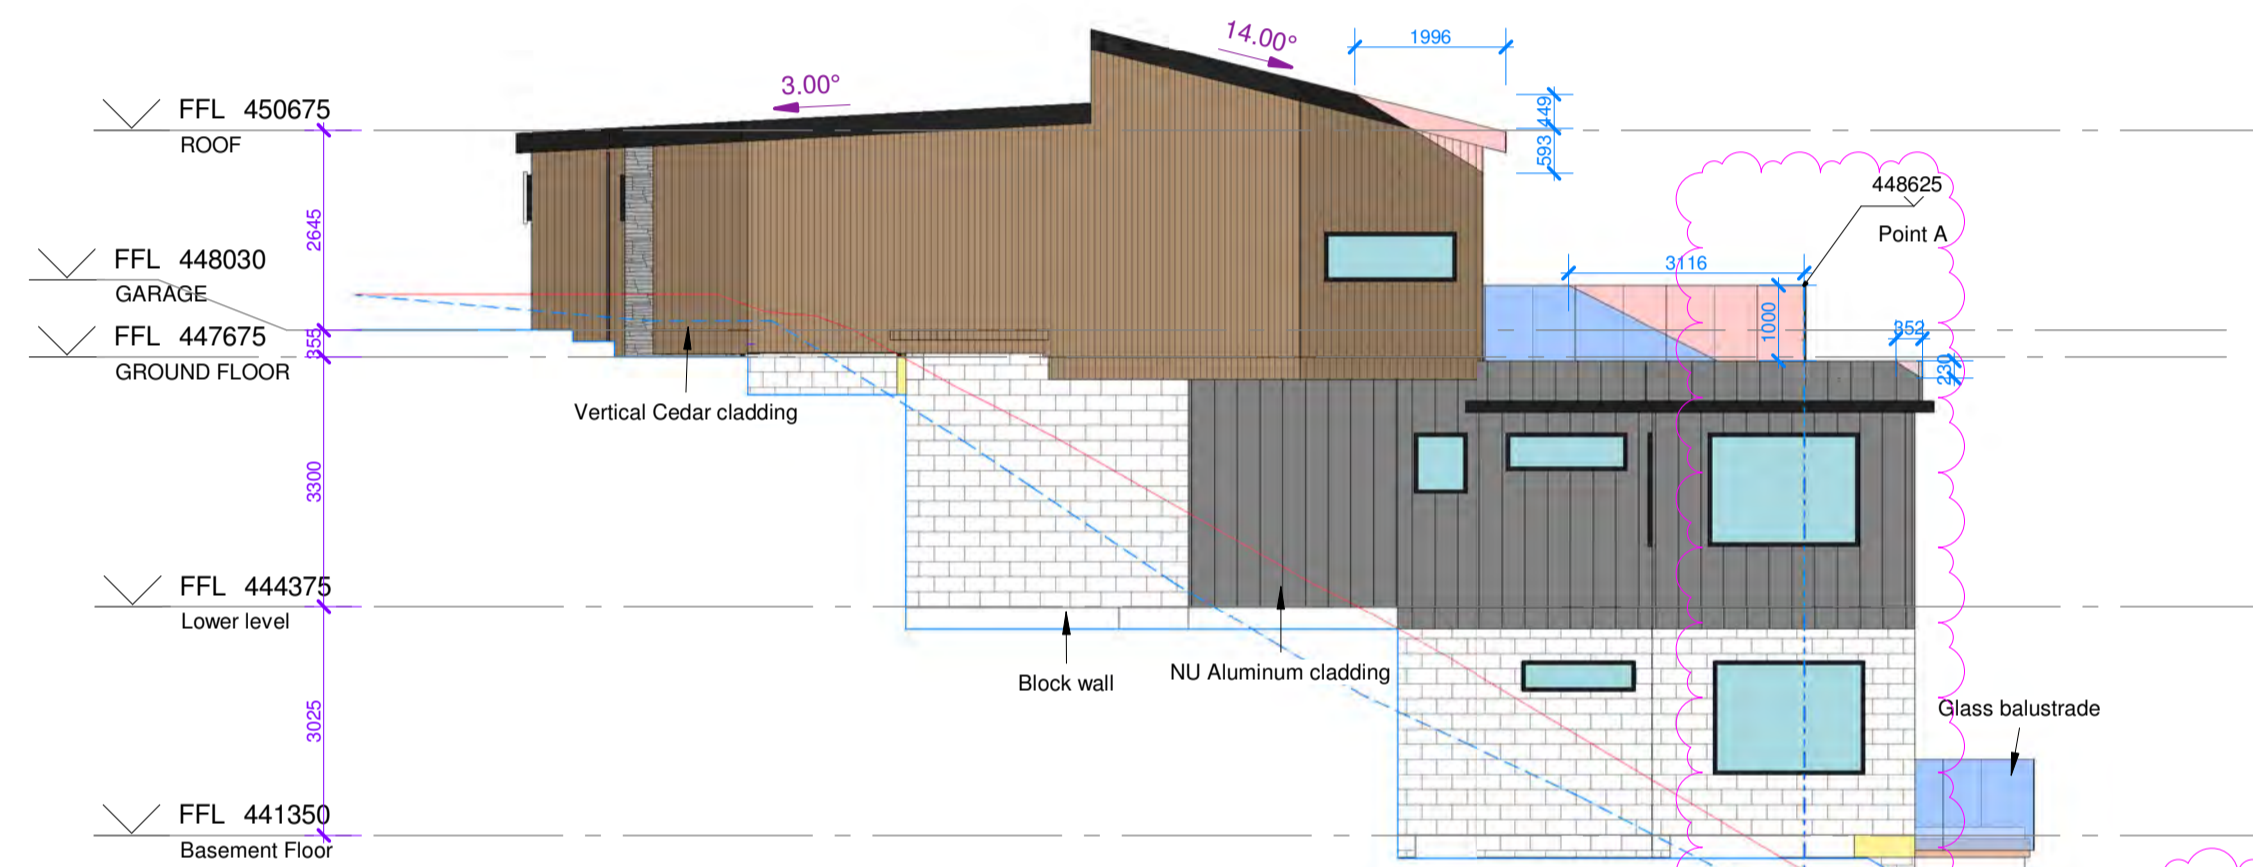 14.00°
1996
3.00°
FFL 450675
ROOF
449
593
2645
448625
Point A
FFL 448030
GARAGE
3116
1000
352
230
FFL 447675
GROUND FLOOR
355
Vertical Cedar cladding
3300
FFL 444375
Lower level
Block wall
NU Aluminum cladding
3025
Glass balustrade
FFL 441350
Basement Floor